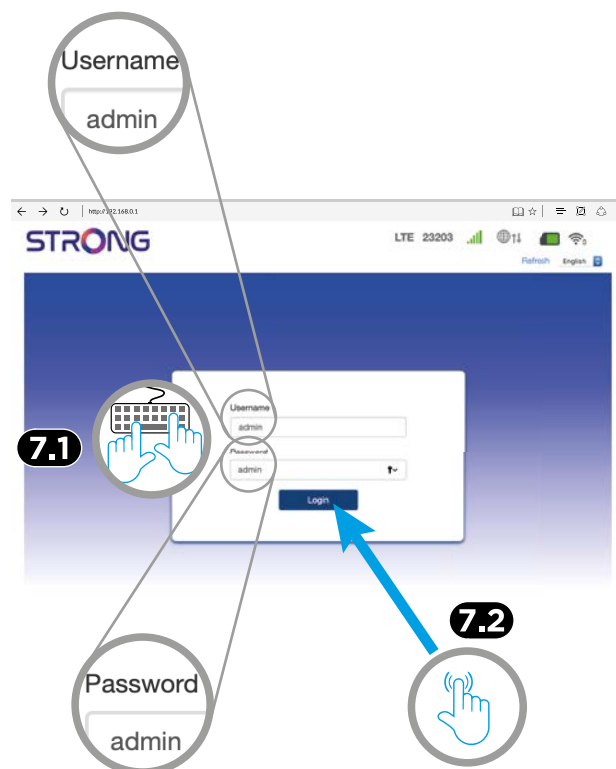 Username
admin
http://192.168.0.1
STRONG
LTE 23203
Refresh English
Username
admin
7.1
Password
admin
Login
7.2
Password
admin